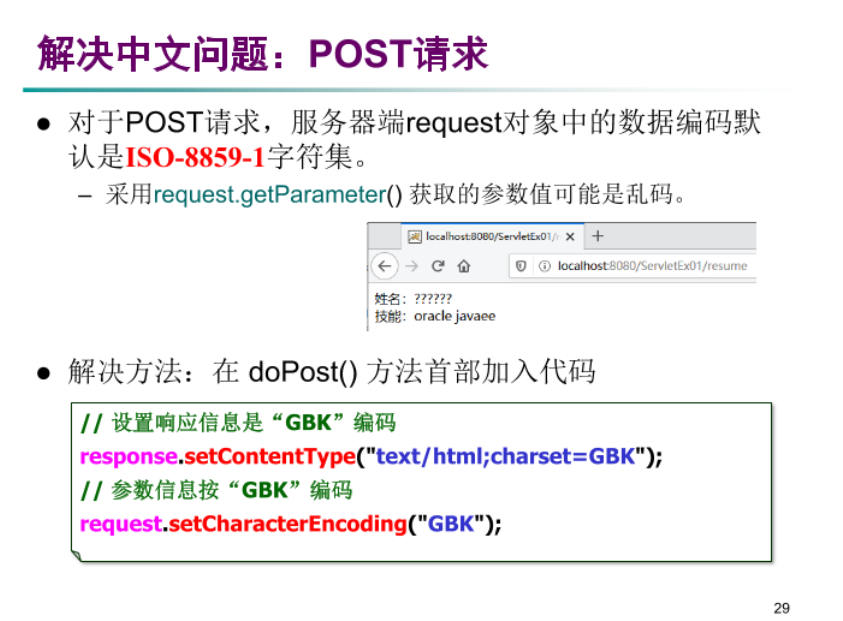 解决中文问题：POST请求
● 对于POST请求，服务器端request对象中的数据编码默
认是ISO-8859-1字符集。
– 采用request.getParameter() 获取的参数值可能是乱码。
localhost:8080/ServletEx01/
localhost:8080/ServletEx01/resume
姓名：??????
技能：oracle javaee
● 解决方法：在 doPost() 方法首部加入代码
// 设置响应信息是“GBK”编码
response.setContentType("text/html;charset=GBK");
// 参数信息按“GBK”编码
request.setCharacterEncoding("GBK");
29